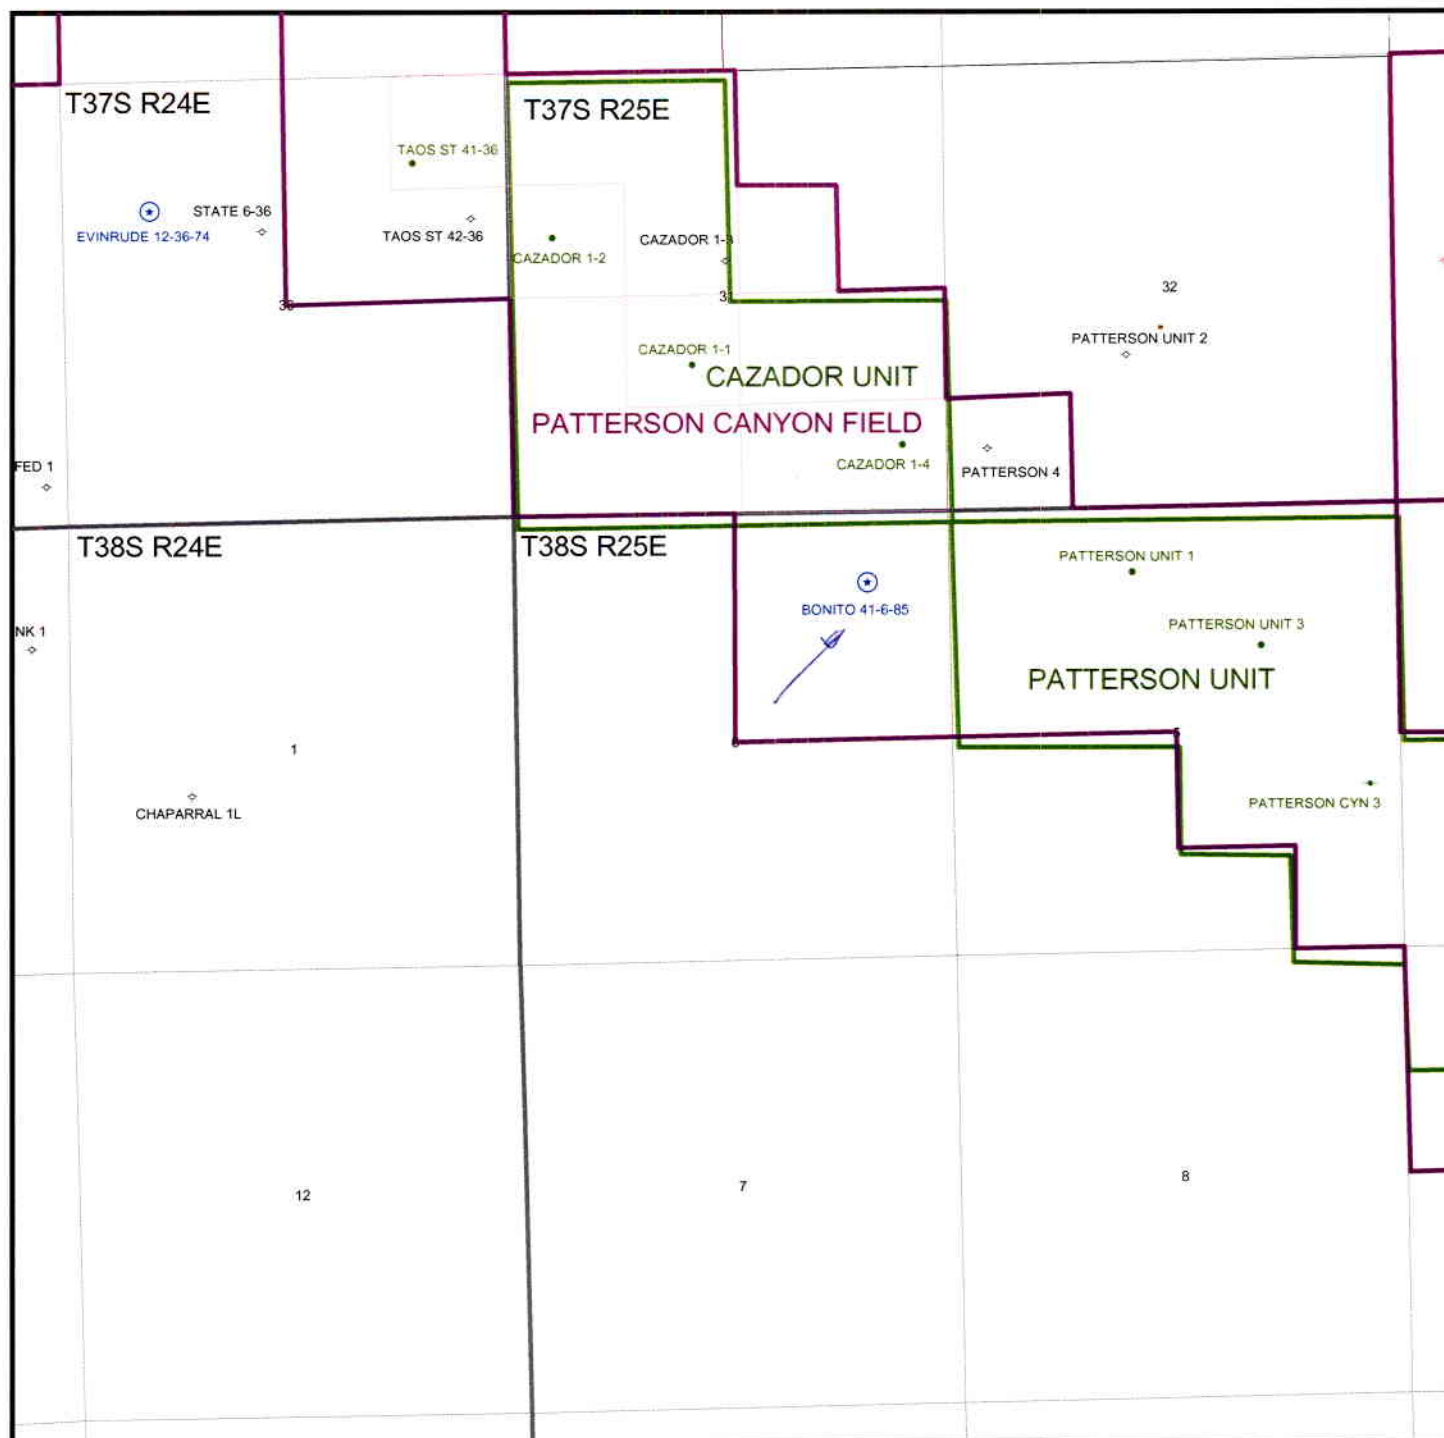 T37S R24E
T37S R25E
TAOS ST 41-36
STATE 6-36
EVINRUDE 12-36-74
TAOS ST 42-36
CAZADOR 1-3
CAZADOR 1-2
32
36
PATTERSON UNIT 2
CAZADOR 1-1
CAZADOR UNIT
PATTERSON CANYON FIELD
CAZADOR 1-4
PATTERSON 4
FED 1
T38S R24E
T38S R25E
PATTERSON UNIT 1
BONITO 41-6-85
PATTERSON UNIT 3
NK 1
PATTERSON UNIT
1
6
5
PATTERSON CYN 3
CHAPARRAL 1L
12
7
8